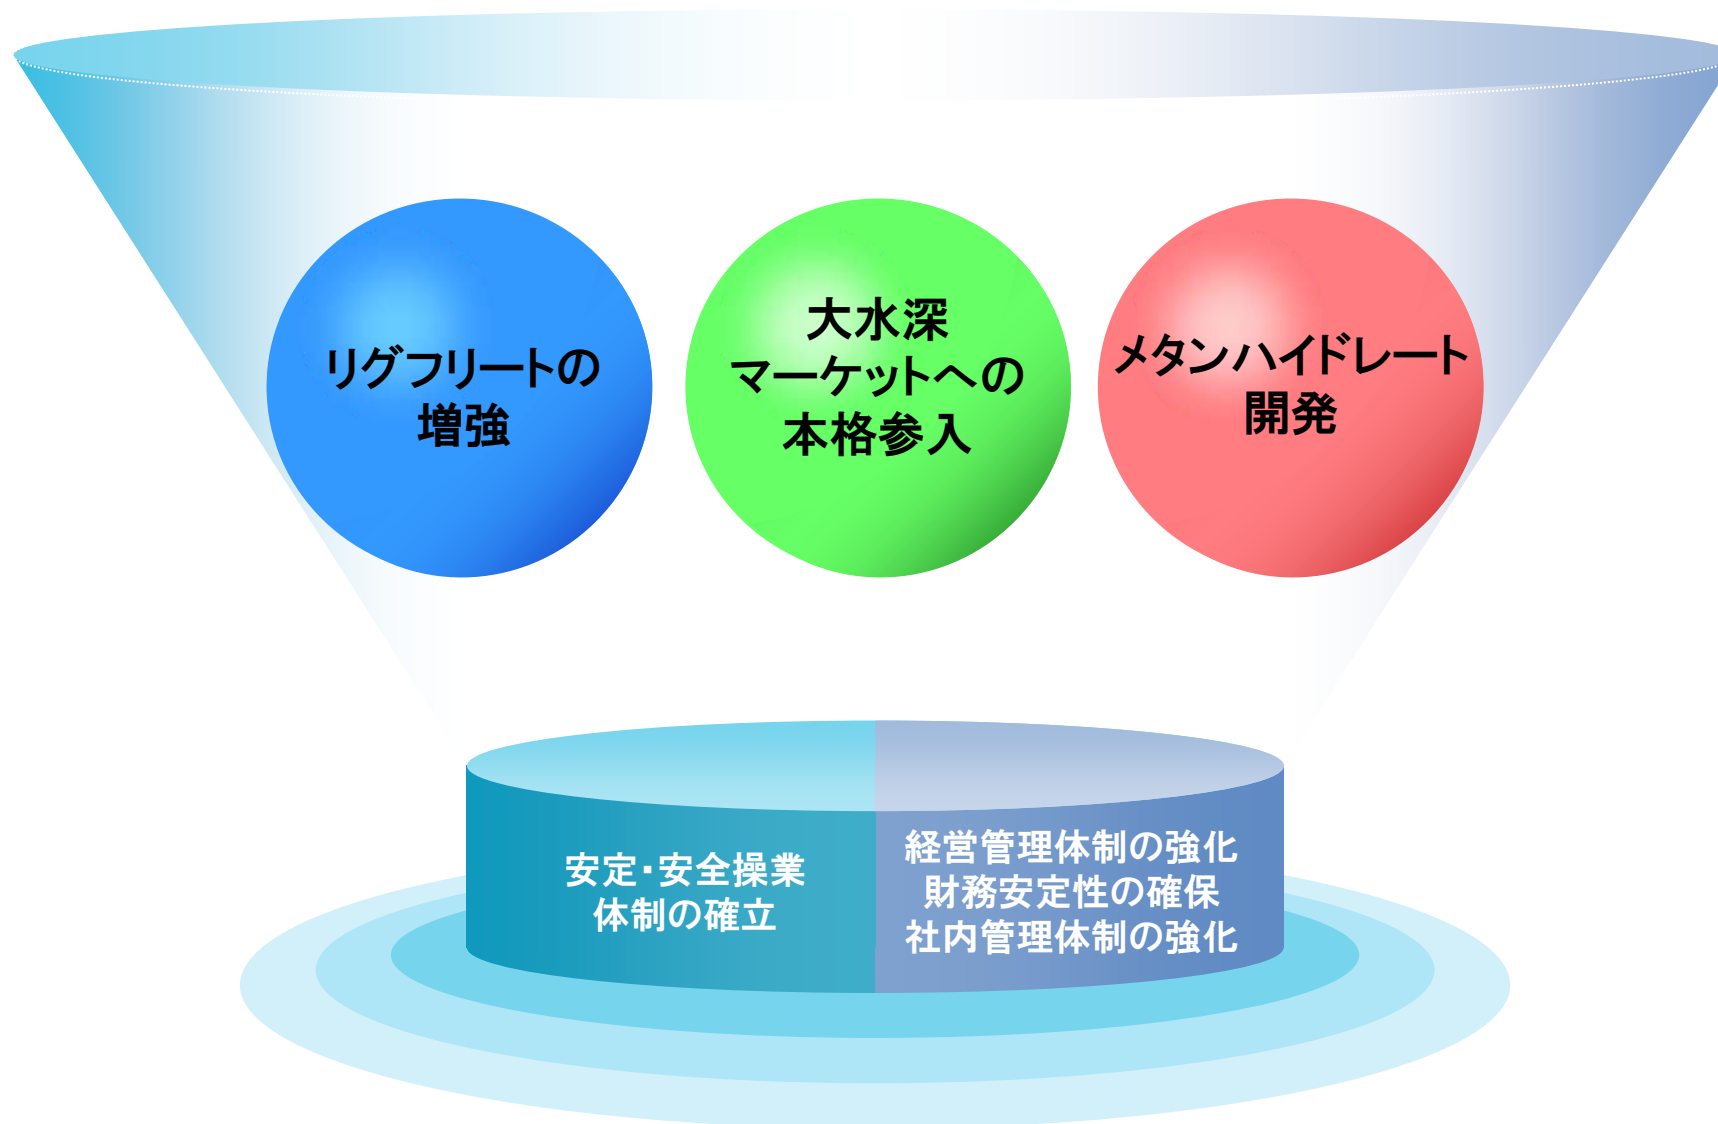 リグフリートの
増強
大水深
マーケットへの
本格参入
メタンハイドレート
開発
安定・安全操業
体制の確立
経営管理体制の強化
財務安定性の確保
社内管理体制の強化